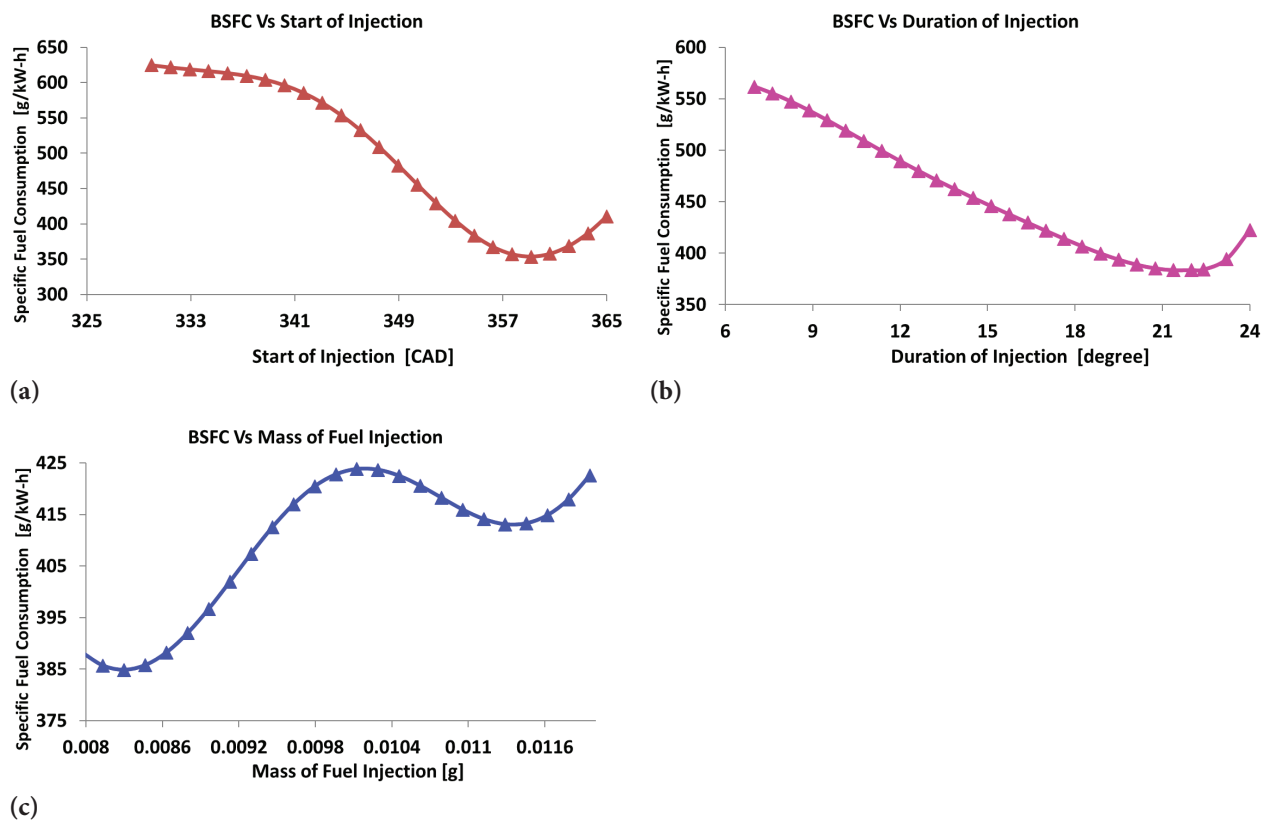 BSFC Vs Start of Injection
Specific Fuel Consumption [g/kW-h]
650
600
550
500
450
400
350
300
325 333 341 349 357 365
Start of Injection [CAD]
(a)
BSFC Vs Duration of Injection
Specific Fuel Consumption [g/kW-h]
600
550
500
450
400
350
6 9 12 15 18 21 24
Duration of Injection [degree]
(b)
BSFC Vs Mass of Fuel Injection
Specific Fuel Consumption [g/kW-h]
425
415
405
395
385
375
0.008 0.0086 0.0092 0.0098 0.0104 0.011 0.0116
Mass of Fuel Injection [g]
(c)